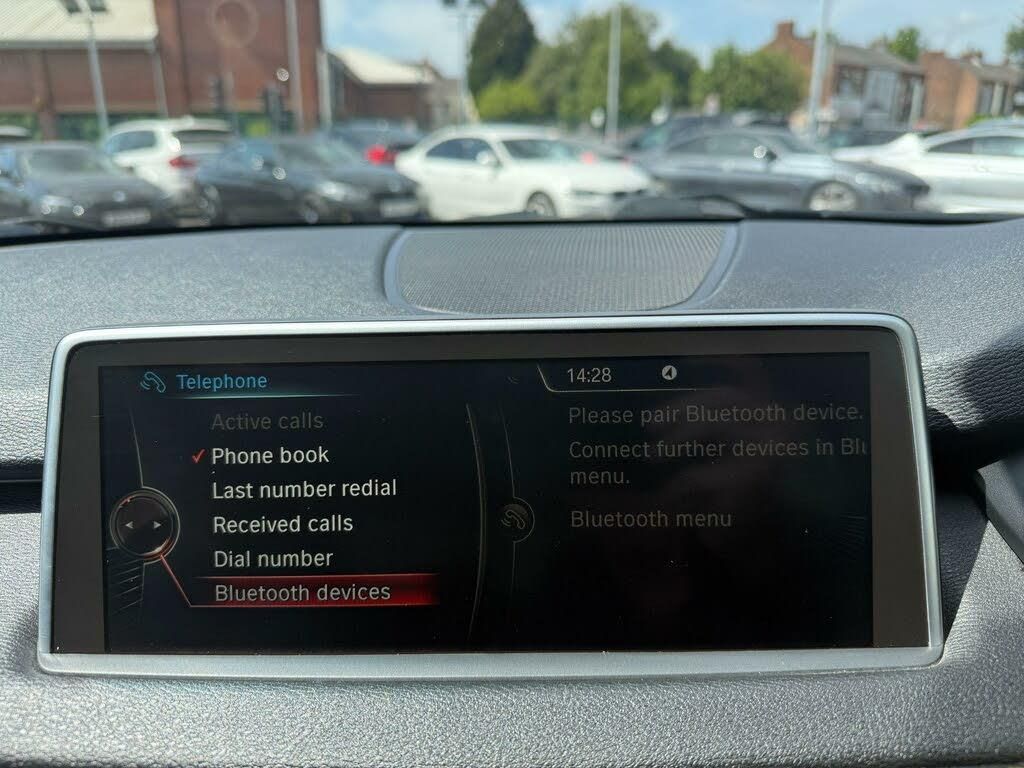 Telephone
14:28
Active calls
Phone book
Last number redial
Received calls
Dial number
Bluetooth devices
Please pair Bluetooth device.
Connect further devices in Blu
menu.
Bluetooth menu